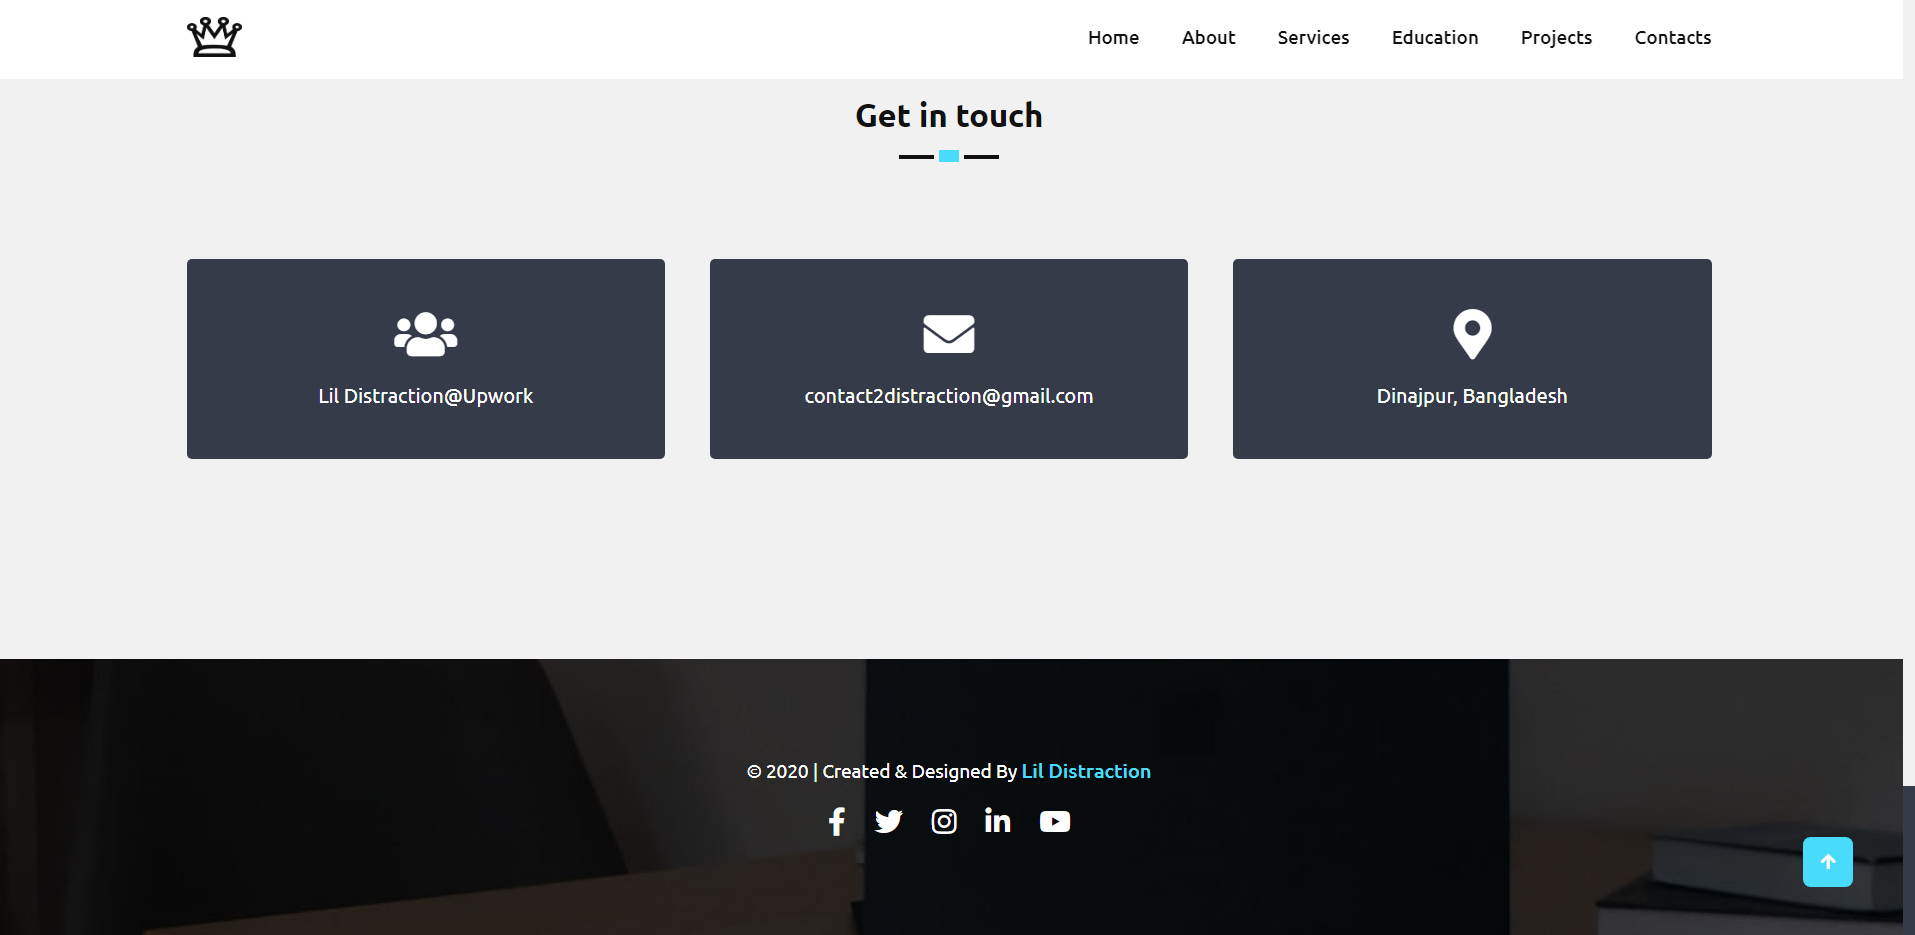 Home About Services Education Projects Contacts
Get in touch
Lil Distraction@Upwork
contact2distraction@gmail.com
Dinajpur, Bangladesh
© 2020 | Created & Designed By Lil Distraction